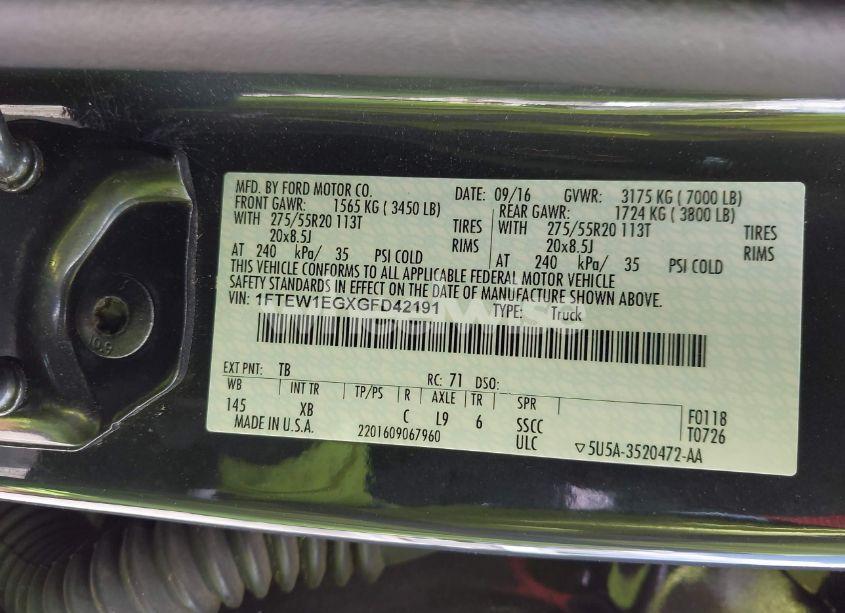 MFD. BY FORD MOTOR CO. DATE: 09/16 GVWR: 3175 KG ( 7000 LB)
FRONT GAWR: 1565 KG ( 3450 LB) REAR GAWR: 1724 KG ( 3800 LB)
WITH 275/55R20 113T TIRES WITH 275/55R20 113T TIRES
20x8.5J RIMS 20x8.5J RIMS
AT 240 kPa/ 35 PSI COLD AT 240 kPa/ 35 PSI COLD
THIS VEHICLE CONFORMS TO ALL APPLICABLE FEDERAL MOTOR VEHICLE
SAFETY STANDARDS IN EFFECT ON THE DATE OF MANUFACTURE SHOWN ABOVE.
VIN: 1FTEW1EGXGFD42191 TYPE: Truck
EXT PNT: TB RC: 71 DSO:
WB INT TR TP/PS R AXLE TR SPR
145 XB C L9 6 SSCC F0118
MADE IN U.S.A. 2201609067960 ULC T0726
▽5U5A-3520472-AA
10.9